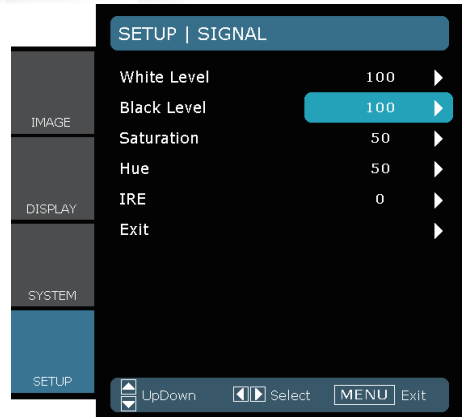 SETUP | SIGNAL
IMAGE
DISPLAY
SYSTEM
SETUP
White Level 100
Black Level 100
Saturation 50
Hue 50
IRE 0
Exit
UpDown Select MENU Exit